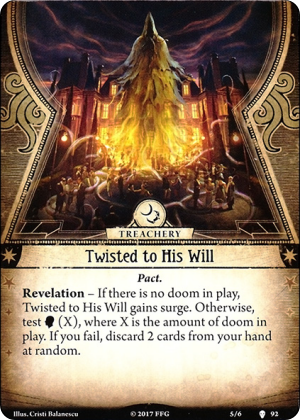 TREACHERY
Twisted to His Will
Pact.
Revelation – If there is no doom in play,
Twisted to His Will gains surge. Otherwise,
test (X), where X is the amount of doom in
play. If you fail, discard 2 cards from your hand
at random.
Illus. Cristi Balanescu
© 2017 FFG
5/6
92